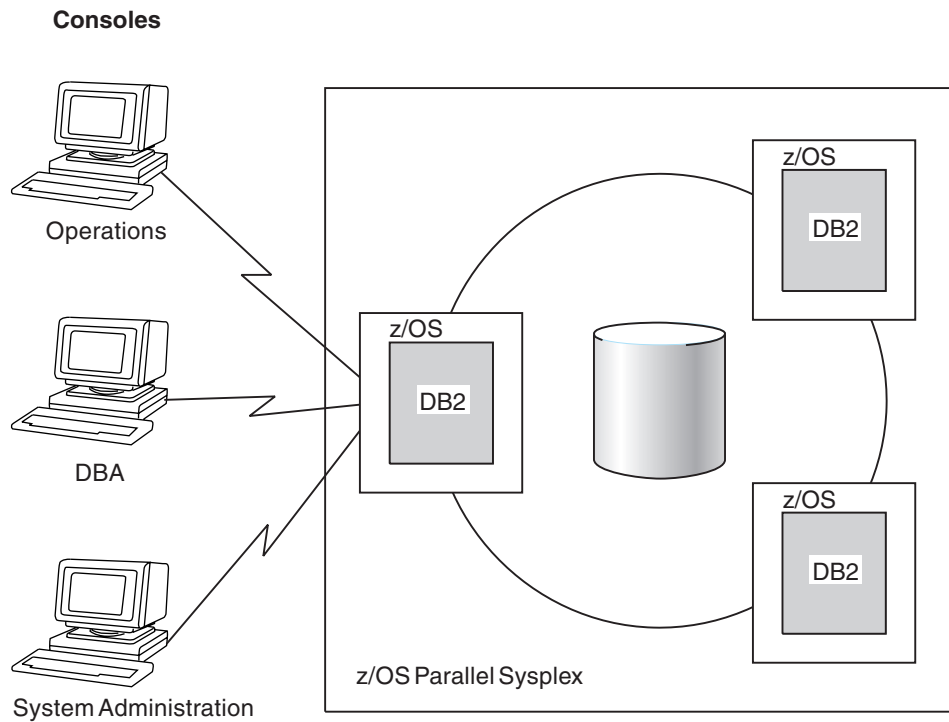 Consoles
Operations
DBA
System Administration
z/OS
DB2
z/OS
DB2
z/OS
DB2
z/OS Parallel Sysplex